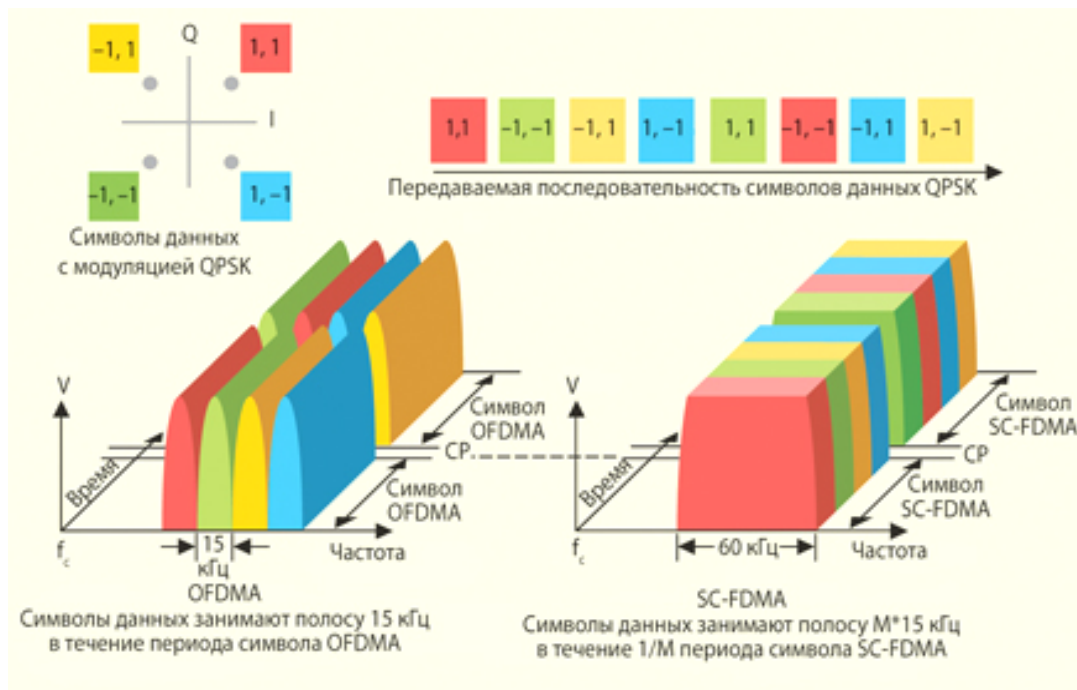 Q
–1, 1
1, 1
I
–1, –1
1, –1
Символы данных
с модуляцией QPSK
1,1
–1, –1
–1, 1
1, –1
1, 1
–1, –1
–1, 1
1, –1
Передаваемая последовательность символов данных QPSK
V
Время
fc
15
кГц
Частота
Символ
OFDMA
CP
Символ
OFDMA
OFDMA
Символы данных занимают полосу 15 кГц
в течение периода символа OFDMA
V
Время
fc
60 кГц
Частота
Символ
SC-FDMA
CP
Символ
SC-FDMA
SC-FDMA
Символы данных занимают полосу M*15 кГц
в течение 1/M периода символа SC-FDMA